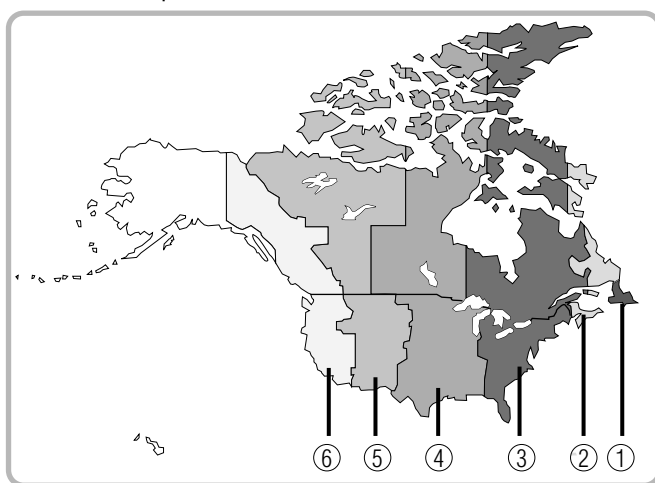 ⑥ ⑤ ④ ③ ② ①